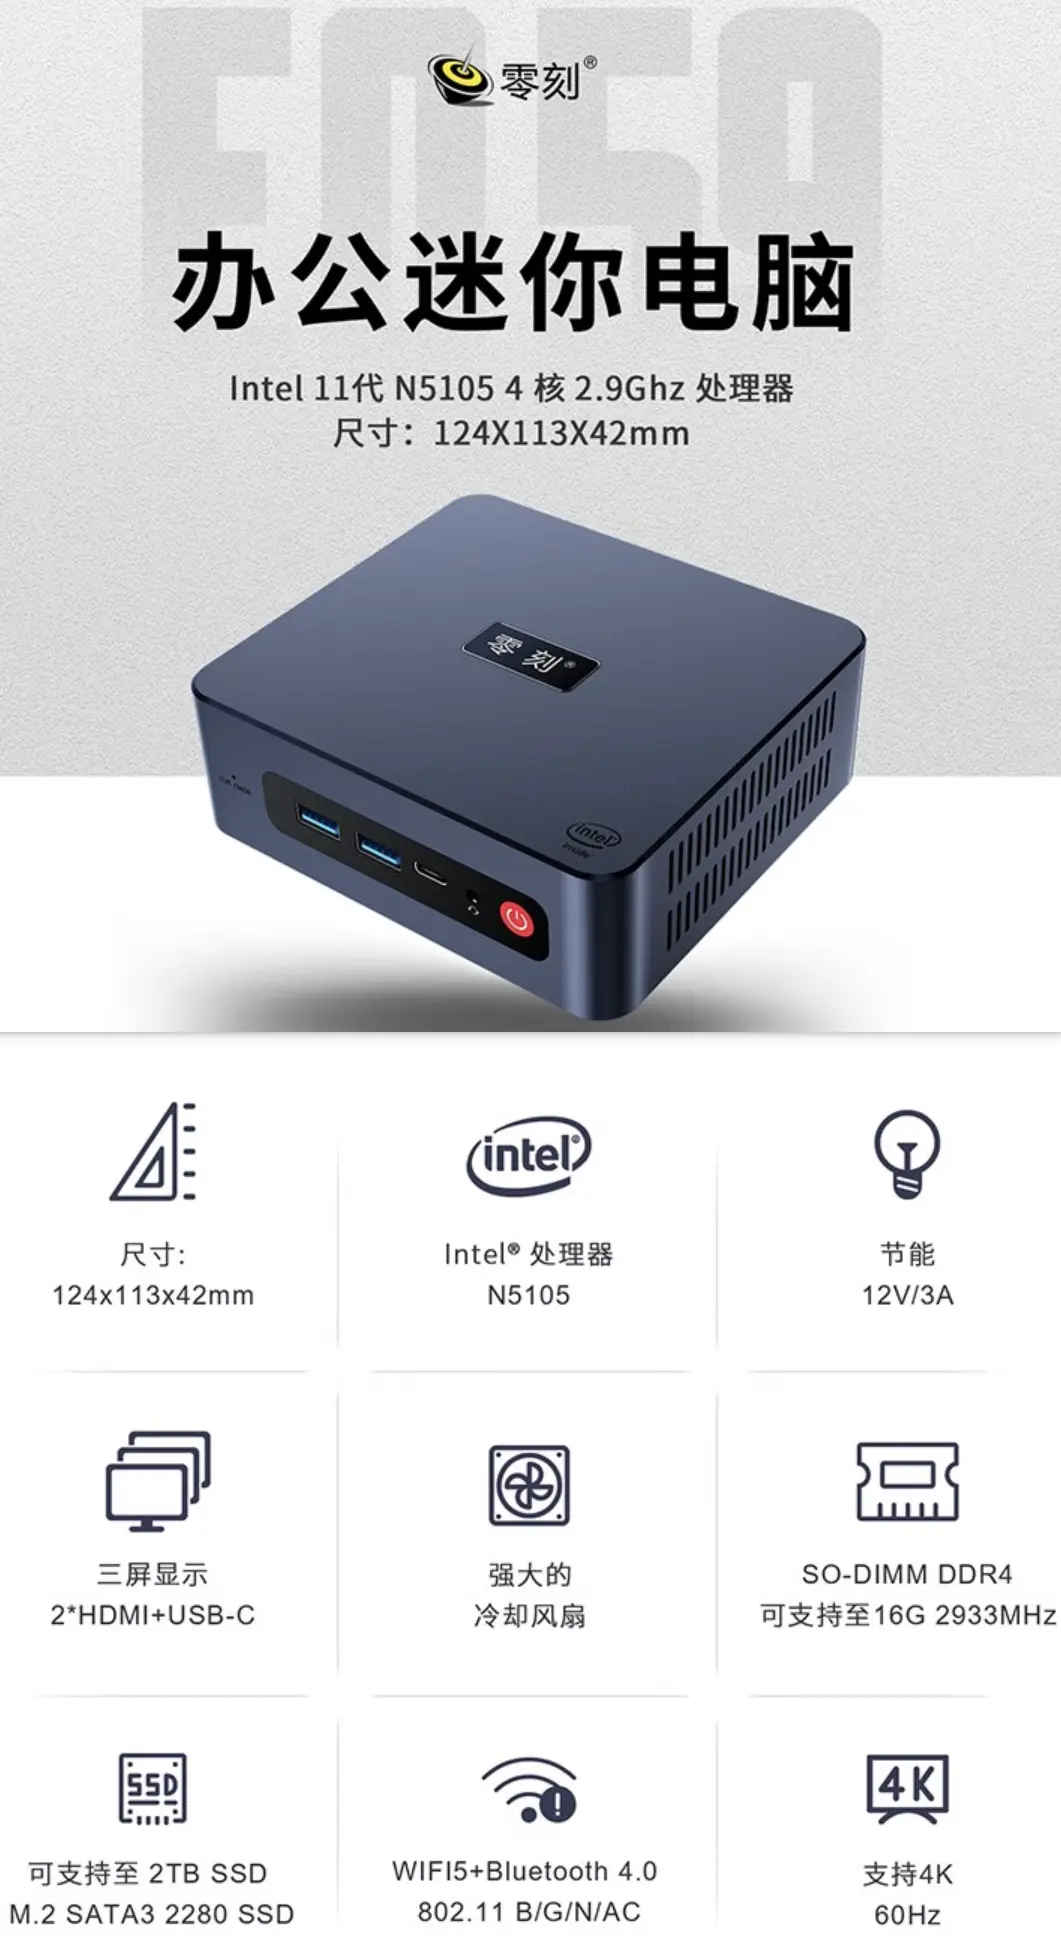 零刻®
办公迷你电脑
Intel 11代 N5105 4 核 2.9Ghz 处理器
尺寸：124X113X42mm
零刻®
intel
inside
intel®
尺寸:
124x113x42mm
Intel® 处理器
N5105
节能
12V/3A
三屏显示
2*HDMI+USB-C
强大的
冷却风扇
SO-DIMM DDR4
可支持至16G 2933MHz
SSD
4K
可支持至 2TB SSD
M.2 SATA3 2280 SSD
WIFI5+Bluetooth 4.0
802.11 B/G/N/AC
支持4K
60Hz